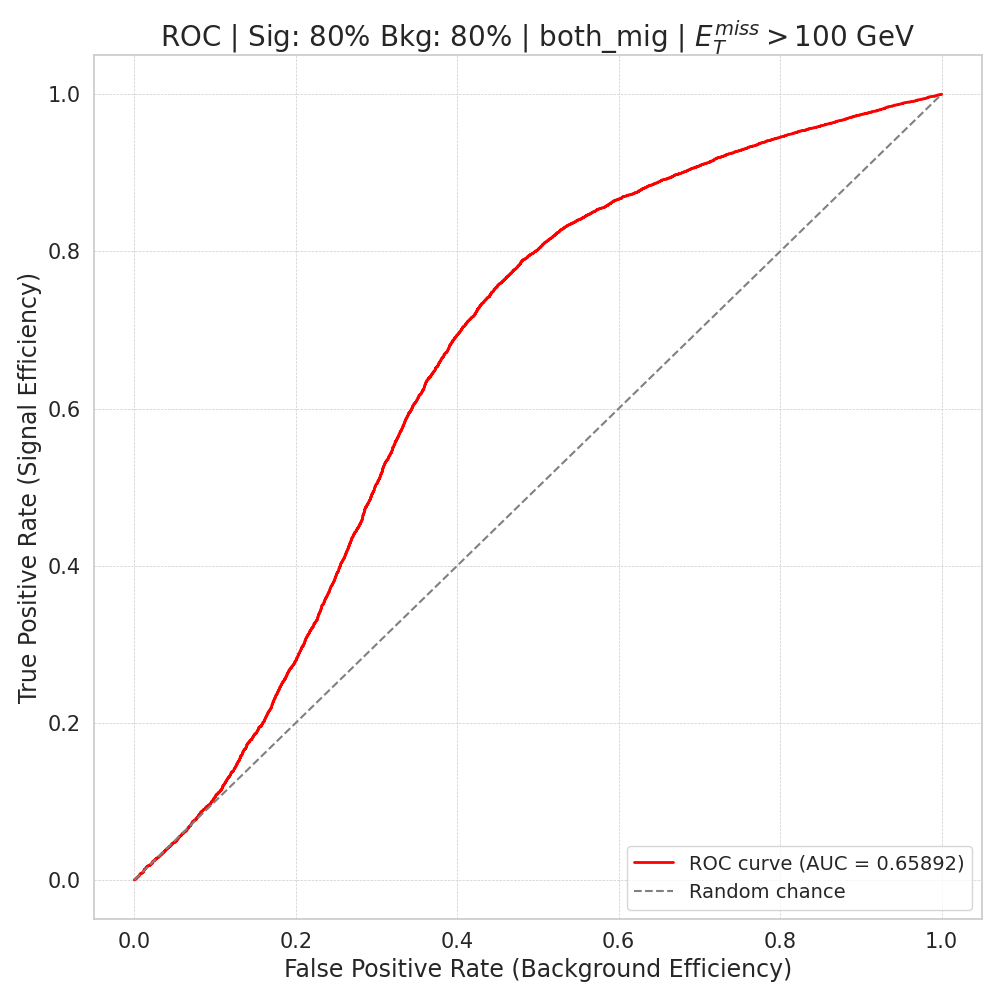 ROC | Sig: 80% Bkg: 80% | both_mig | $E_T^{miss} > 100$ GeV
True Positive Rate (Signal Efficiency)
1.0
0.8
0.6
0.4
0.2
0.0
0.0 0.2 0.4 0.6 0.8 1.0
False Positive Rate (Background Efficiency)
ROC curve (AUC = 0.65892)
Random chance